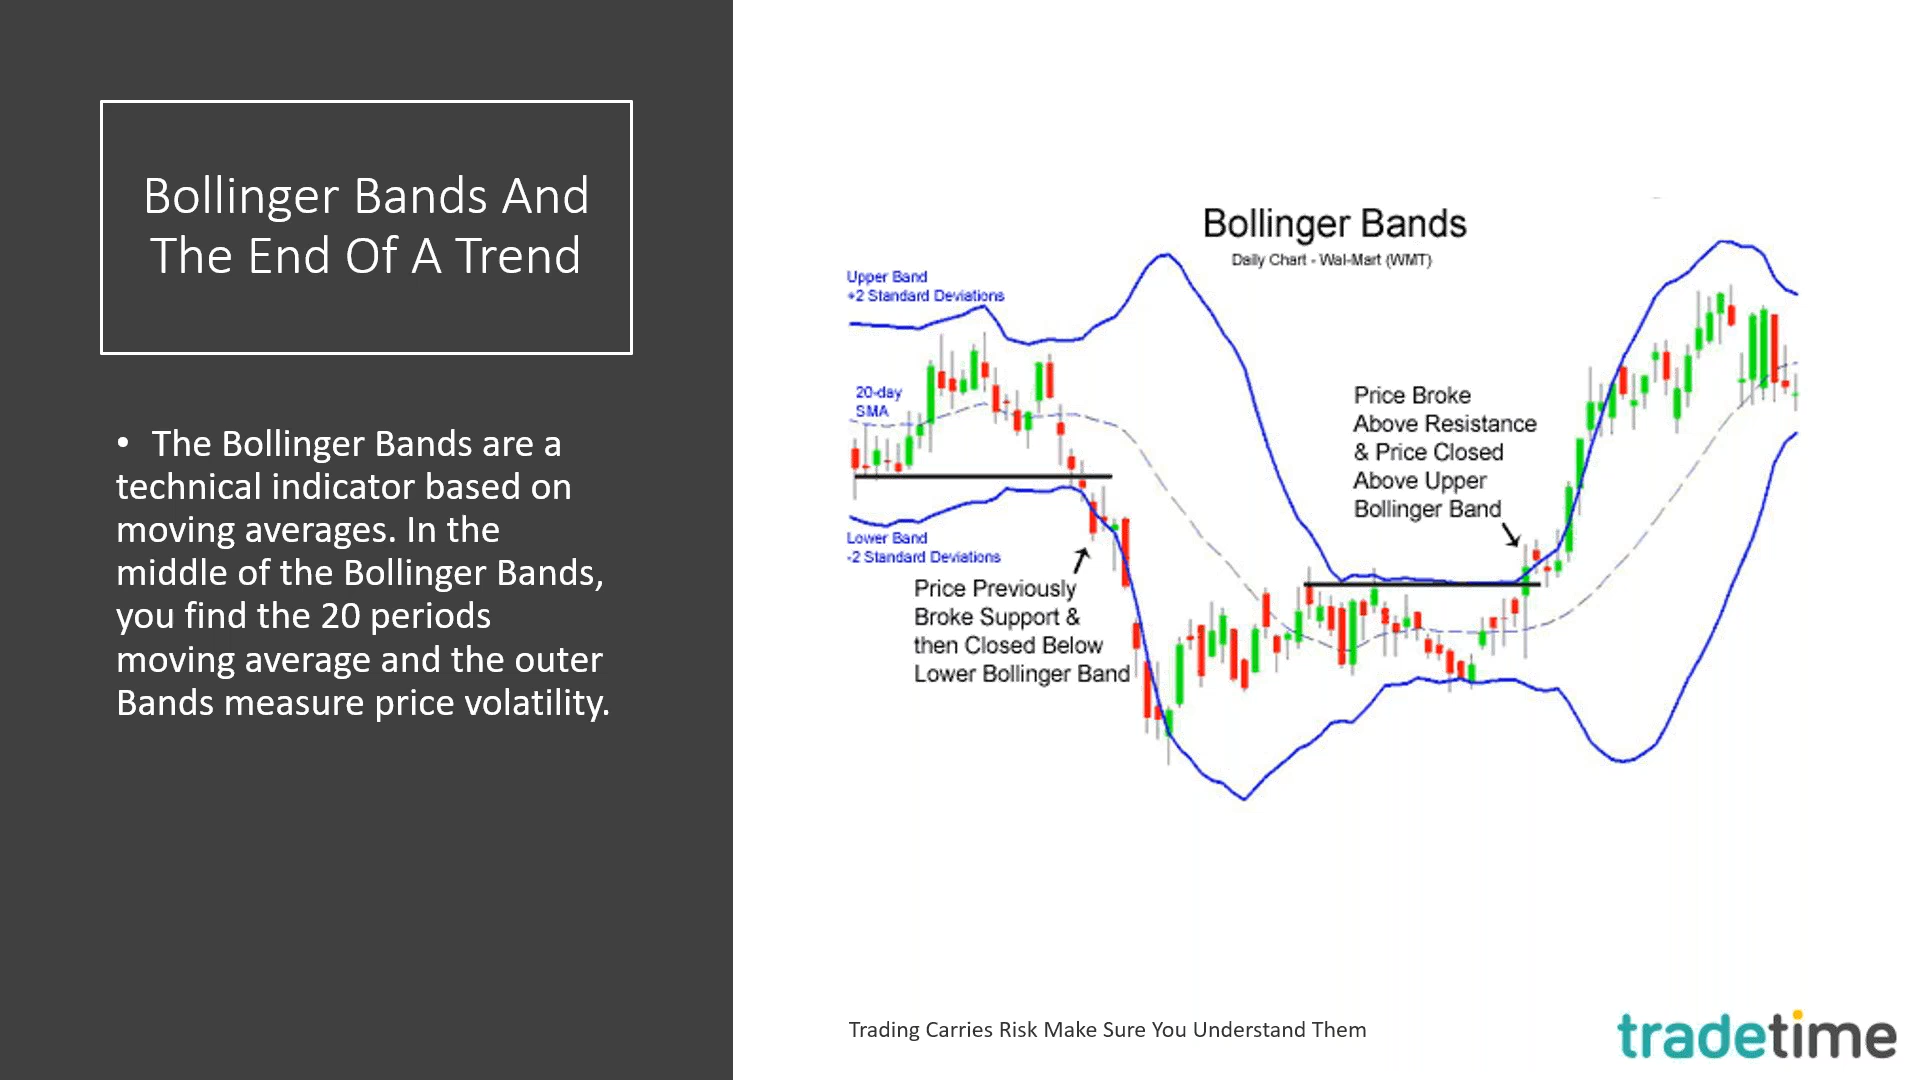 Bollinger Bands And
The End Of A Trend
• The Bollinger Bands are a
technical indicator based on
moving averages. In the
middle of the Bollinger Bands,
you find the 20 periods
moving average and the outer
Bands measure price volatility.
Bollinger Bands
Daily Chart - Wal-Mart (WMT)
Upper Band
+2 Standard Deviations
20-day
SMA
Lower Band
-2 Standard Deviations
Price Previously
Broke Support &
then Closed Below
Lower Bollinger Band
Price Broke
Above Resistance
& Price Closed
Above Upper
Bollinger Band
Trading Carries Risk Make Sure You Understand Them
tradetime